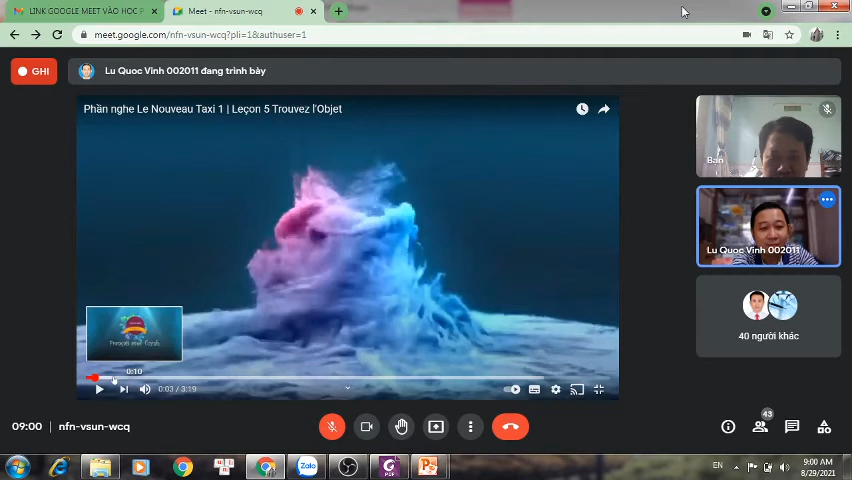 LINK GOOGLE MEET VÀO HỌC P
Meet - nfn-vsun-wcq
meet.google.com/nfn-vsun-wcq?pli=1&authuser=1
GHI
Lu Quoc Vinh 002011 đang trình bày
Phần nghe Le Nouveau Taxi 1 | Leçon 5 Trouvez l'Objet
Bạn
Lu Quoc Vinh 002011
40 người khác
0:10
0:03 / 3:19
09:00
nfn-vsun-wcq
43
Zalo
PDF
EN
9:00 AM
8/29/2021